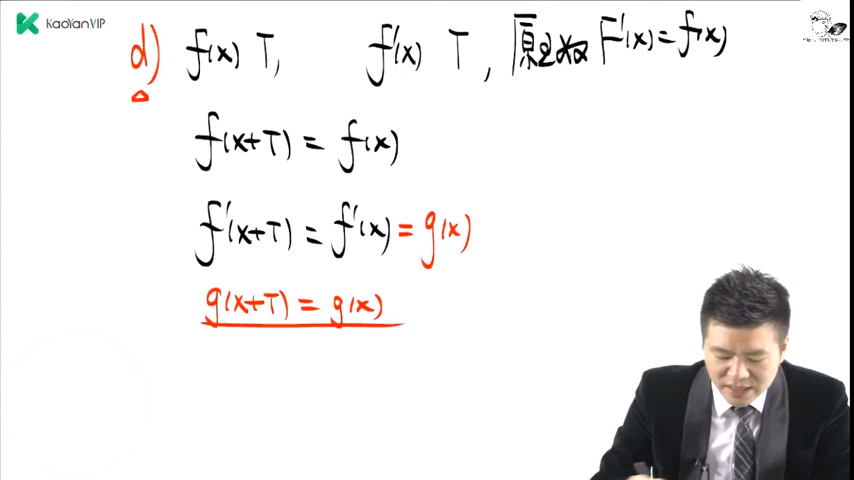 KAOYANVIP
d) f(x) T, f'(x) T, 原函数 F'(x)=f(x)
f(x+T) = f(x)
f'(x+T) = f'(x) = g(x)
g(x+T) = g(x)